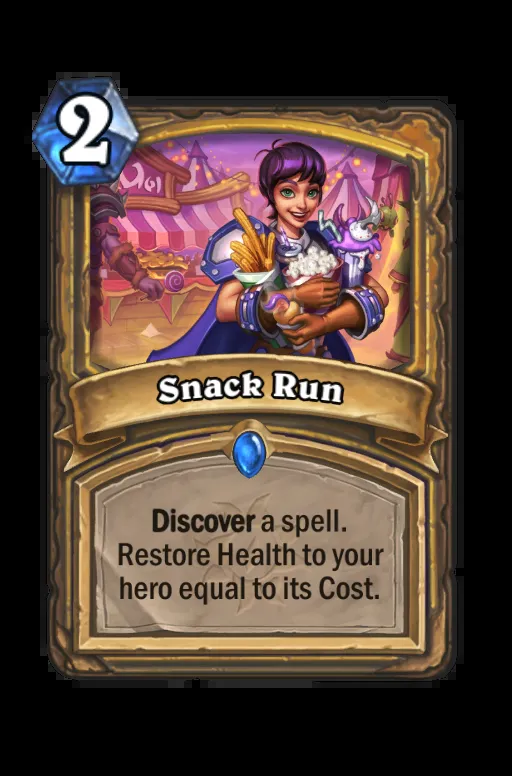 2
Snack Run
Discover a spell.
Restore Health to your
hero equal to its Cost.